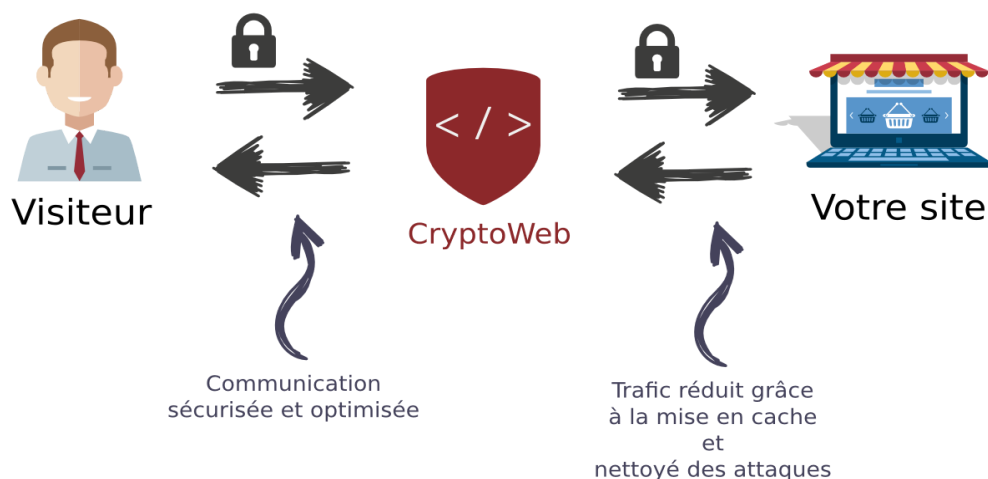 Visiteur
</ >
CryptoWeb
Votre site
Communication
sécurisée et optimisée
Trafic réduit grâce
à la mise en cache
et
nettoyé des attaques